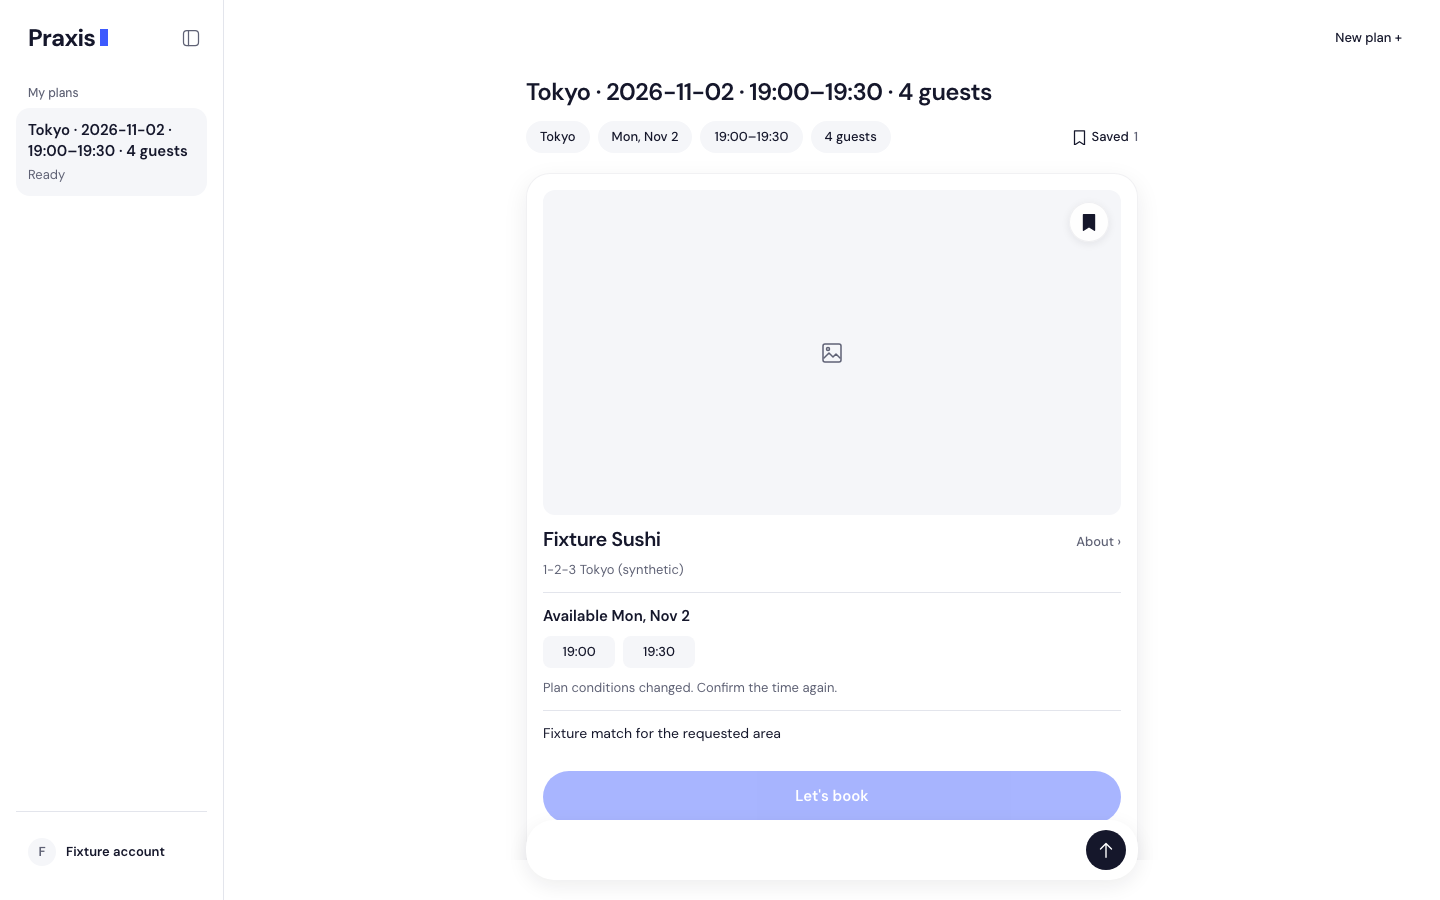 Praxis
New plan +
My plans
Tokyo · 2026-11-02 ·
19:00–19:30 · 4 guests
Ready
Tokyo · 2026-11-02 · 19:00–19:30 · 4 guests
Tokyo
Mon, Nov 2
19:00–19:30
4 guests
Saved 1
Fixture Sushi
About ›
1-2-3 Tokyo (synthetic)
Available Mon, Nov 2
19:00
19:30
Plan conditions changed. Confirm the time again.
Fixture match for the requested area
Let's book
F
Fixture account